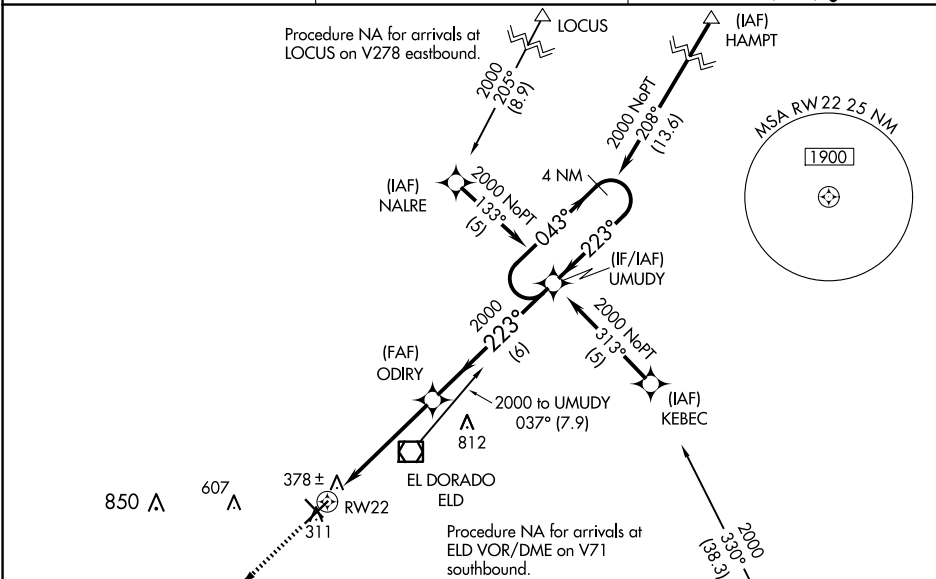 Procedure NA for arrivals at
LOCUS on V278 eastbound.
LOCUS
(IAF)
HAMPT
2000
205°
(8.9)
2000 NoPT
208°
(13.6)
MSA RW22 25 NM
1900
(IAF)
NALRE
2000 NoPT
133°
(5)
4 NM
043°
223°
(IF/IAF)
UMUDY
2000
223°
(6)
2000 NoPT
313°
(5)
(FAF)
ODIRY
(IAF)
KEBEC
2000 to UMUDY
037° (7.9)
812
EL DORADO
ELD
850
607
378 ±
RW22
311
Procedure NA for arrivals at
ELD VOR/DME on V71
southbound.
2000
330°
(38.3)